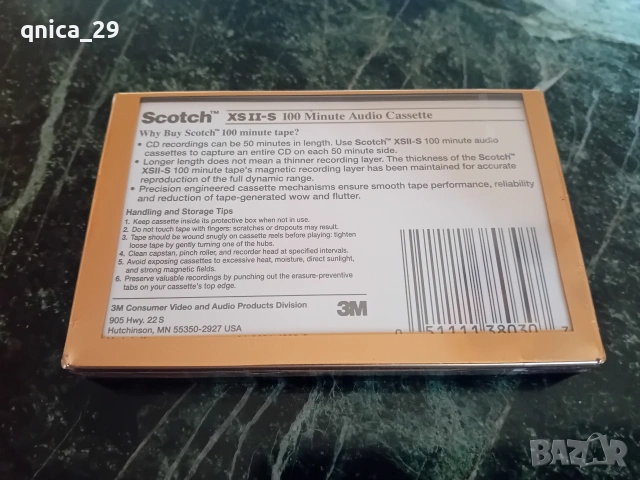 qnica_29
Scotch™ XSII-S 100 Minute Audio Cassette
Why Buy Scotch™ 100 minute tape?
• CD recordings can be 50 minutes in length. Use Scotch™ XSII-S 100 minute audio
cassettes to capture an entire CD on each 50 minute side.
• Longer length does not mean a thinner recording layer. The thickness of the Scotch™
XSII-S 100 minute tape's magnetic recording layer has been maintained for accurate
reproduction of the full dynamic range.
• Precision engineered cassette mechanisms ensure smooth tape performance, reliability
and reduction of tape-generated wow and flutter.
Handling and Storage Tips
1. Keep cassette inside its protective box when not in use.
2. Do not touch tape with fingers: scratches or dropouts may result.
3. Tape should be wound snugly on cassette reels before playing: tighten
loose tape by gently turning one of the hubs.
4. Clean capstan, pinch roller, and recorder head at specified intervals.
5. Avoid exposing cassettes to excessive heat, moisture, direct sunlight,
and strong magnetic fields.
6. Preserve valuable recordings by punching out the erasure-preventive
tabs on your cassette's top edge.
3M Consumer Video and Audio Products Division
905 Hwy. 22 S
Hutchinson, MN 55350-2927 USA
3M
0 51111 38030 7
BAZAR